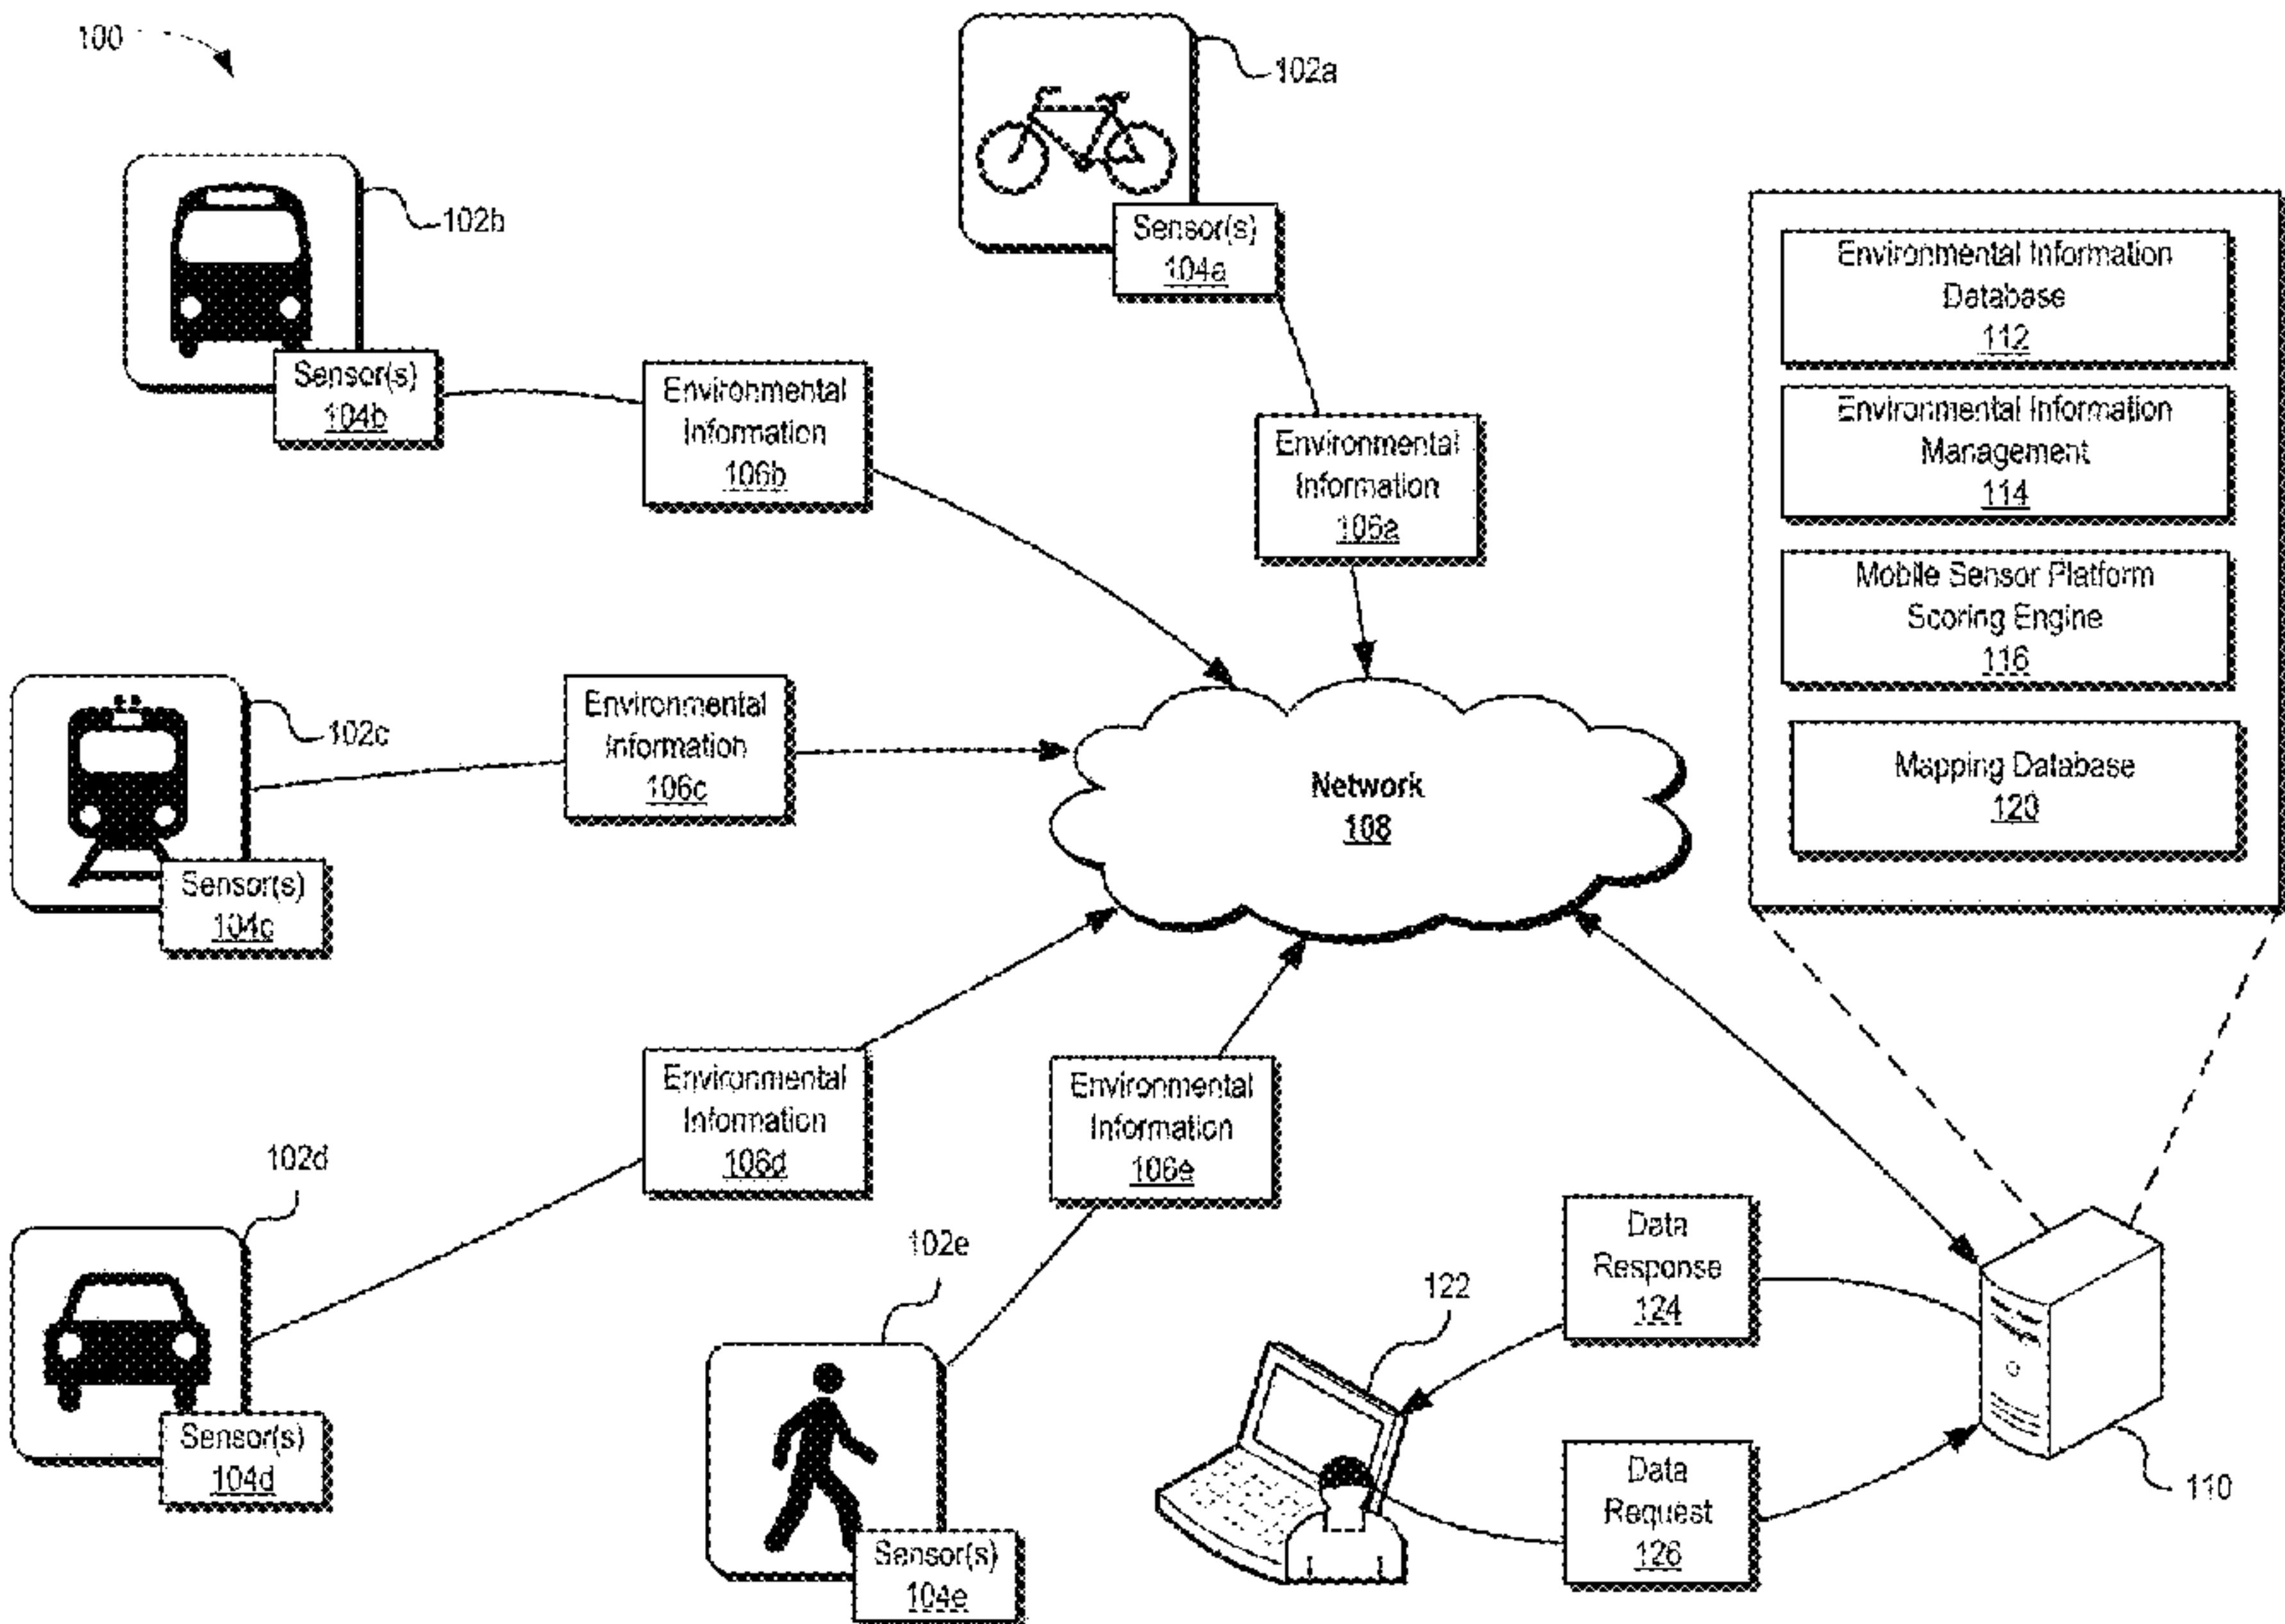 100
102a
Sensor(s)
104a
102b
Sensor(s)
104b
Environmental
Information
106b
Environmental
Information
106a
Environmental Information
Database
112
Environmental Information
Management
114
Mobile Sensor Platform
Scoring Engine
116
Mapping Database
120
102c
Sensor(s)
104c
Environmental
Information
106c
Network
108
102d
Sensor(s)
104d
Environmental
Information
106d
Environmental
Information
106e
102e
Sensor(s)
104e
122
Data
Response
124
Data
Request
126
110